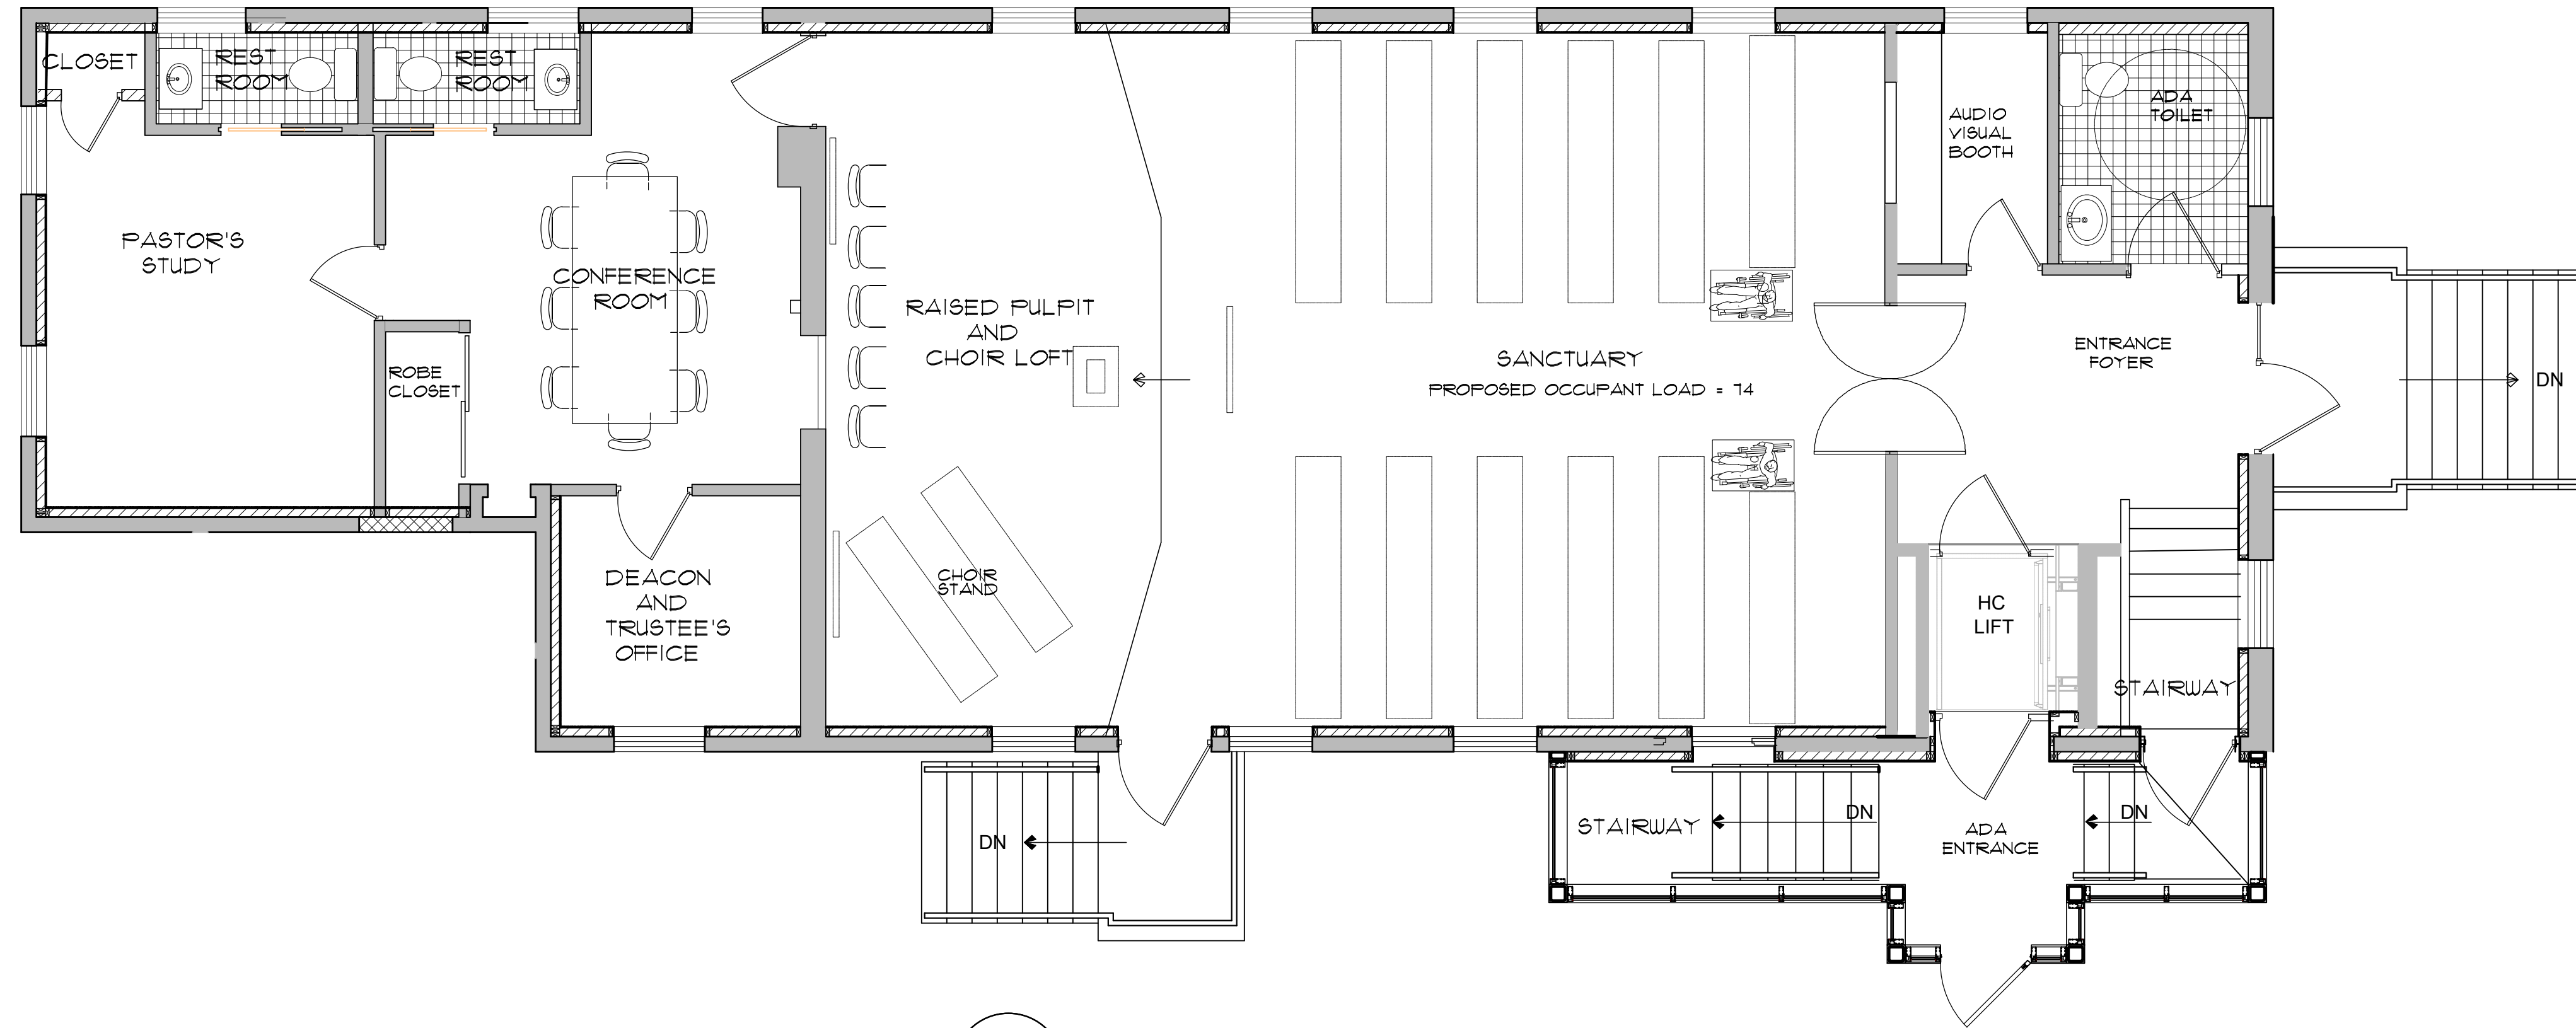 CLOSET
REST
ROOM
REST
ROOM
PASTOR'S
STUDY
CONFERENCE
ROOM
ROBE
CLOSET
DEACON
AND
TRUSTEE'S
OFFICE
RAISED PULPIT
AND
CHOIR LOFT
CHOIR
STAND
SANCTUARY
PROPOSED OCCUPANT LOAD = 74
AUDIO
VISUAL
BOOTH
ADA
TOILET
ENTRANCE
FOYER
DN
HC
LIFT
STAIRWAY
DN
STAIRWAY
DN
ADA
ENTRANCE
DN